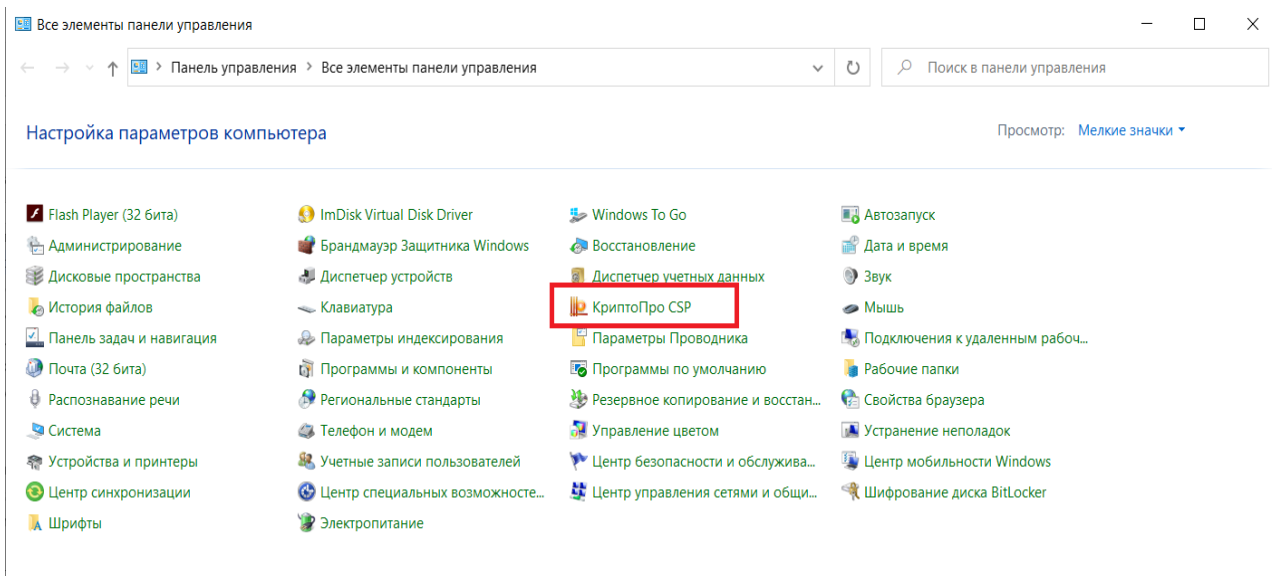 Все элементы панели управления
Панель управления > Все элементы панели управления
Поиск в панели управления
Настройка параметров компьютера
Просмотр: Мелкие значки
Flash Player (32 бита)
ImDisk Virtual Disk Driver
Windows To Go
Автозапуск
Администрирование
Брандмауэр Защитника Windows
Восстановление
Дата и время
Дисковые пространства
Диспетчер устройств
Диспетчер учетных данных
Звук
История файлов
Клавиатура
КриптоПро CSP
Мышь
Панель задач и навигация
Параметры индексирования
Параметры Проводника
Подключения к удаленным рабоч...
Почта (32 бита)
Программы и компоненты
Программы по умолчанию
Рабочие папки
Распознавание речи
Региональные стандарты
Резервное копирование и восстан...
Свойства браузера
Система
Телефон и модем
Управление цветом
Устранение неполадок
Устройства и принтеры
Учетные записи пользователей
Центр безопасности и обслужива...
Центр мобильности Windows
Центр синхронизации
Центр специальных возможносте...
Центр управления сетями и общи...
Шифрование диска BitLocker
Шрифты
Электропитание